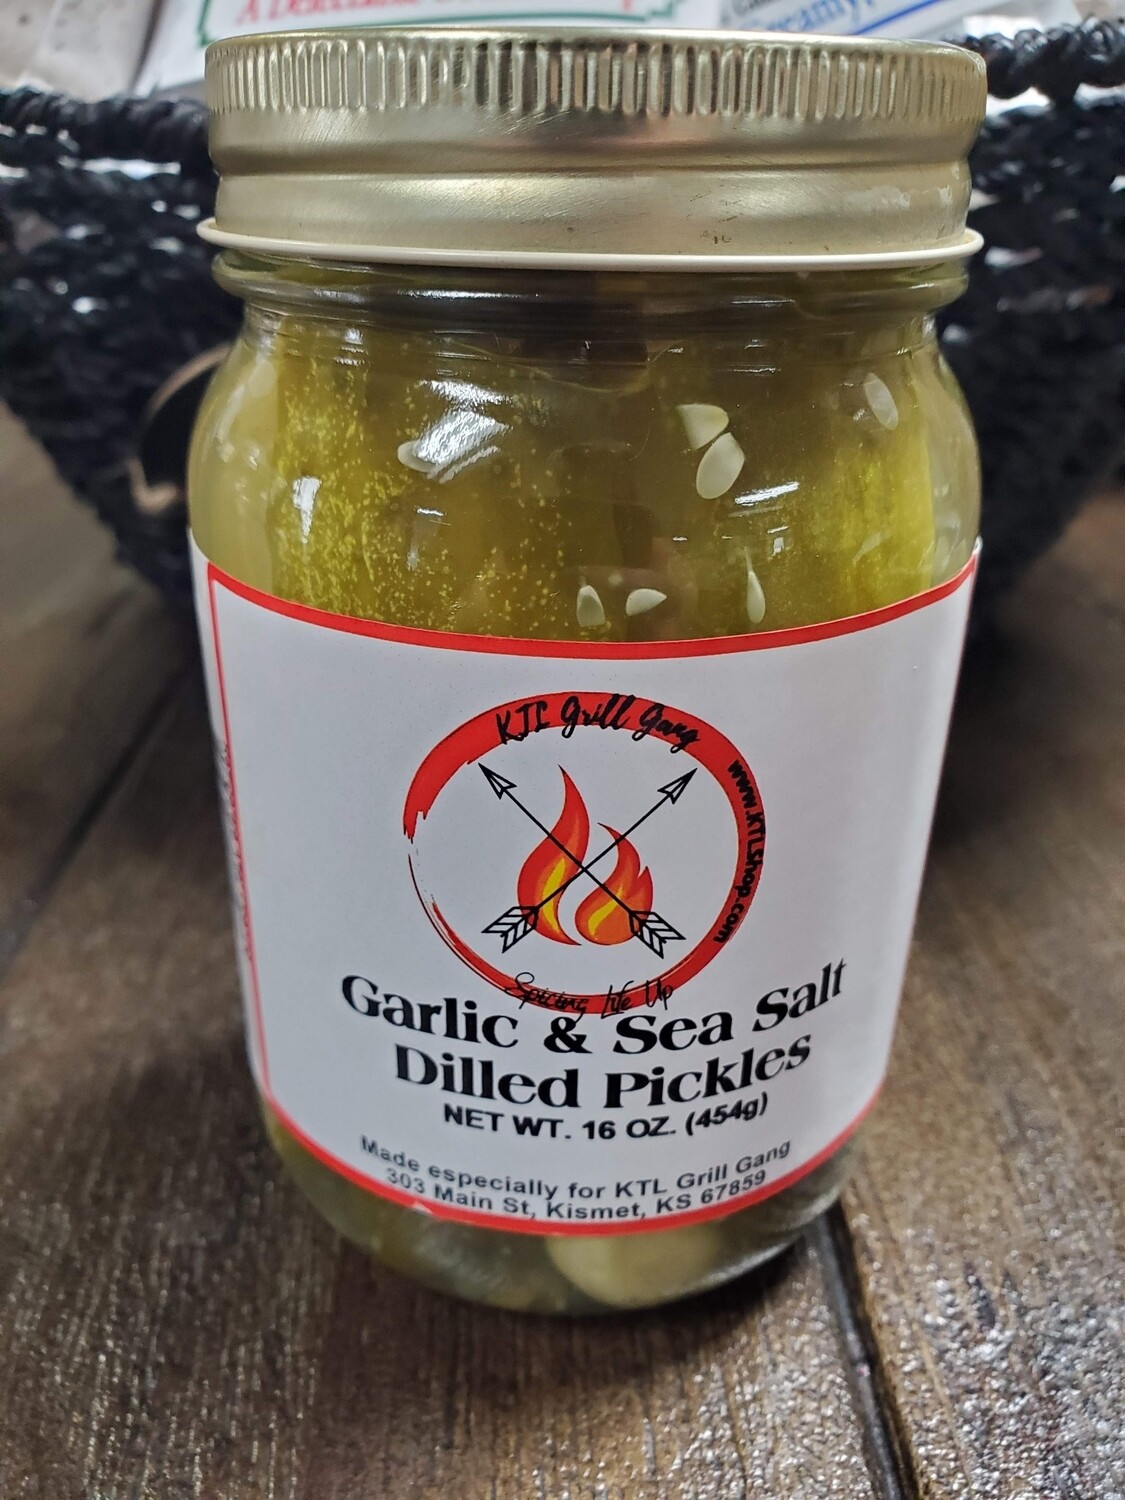 KTL Grill Gang
www.KTLShop.com
Spicing Life Up
Garlic & Sea Salt
Dilled Pickles
NET WT. 16 OZ. (454g)
Made especially for KTL Grill Gang
303 Main St, Kismet, KS 67859